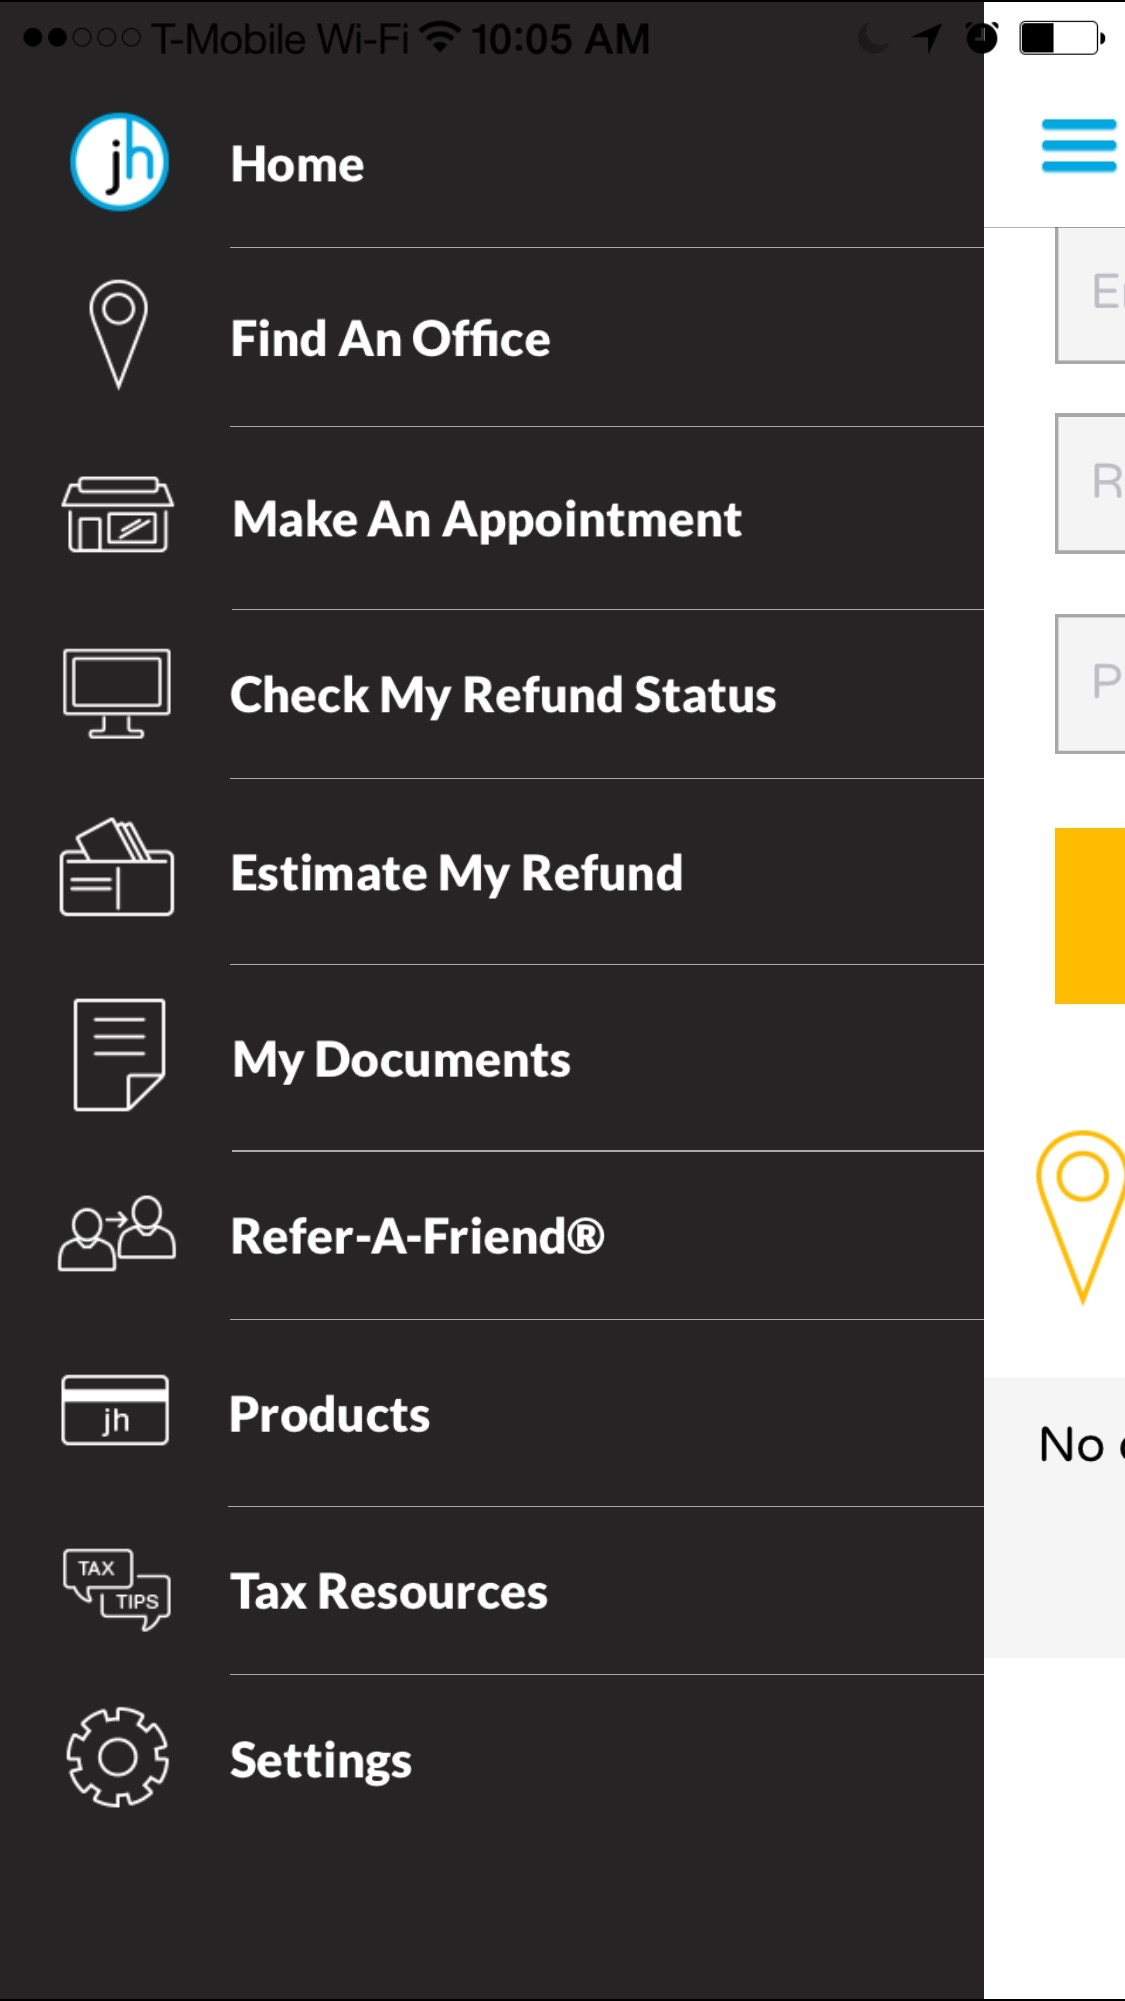 T-Mobile Wi-Fi 10:05 AM
jh Home
Find An Office
Make An Appointment
Check My Refund Status
Estimate My Refund
My Documents
Refer-A-Friend®
jh Products
TAX TIPS Tax Resources
Settings
R
P
No